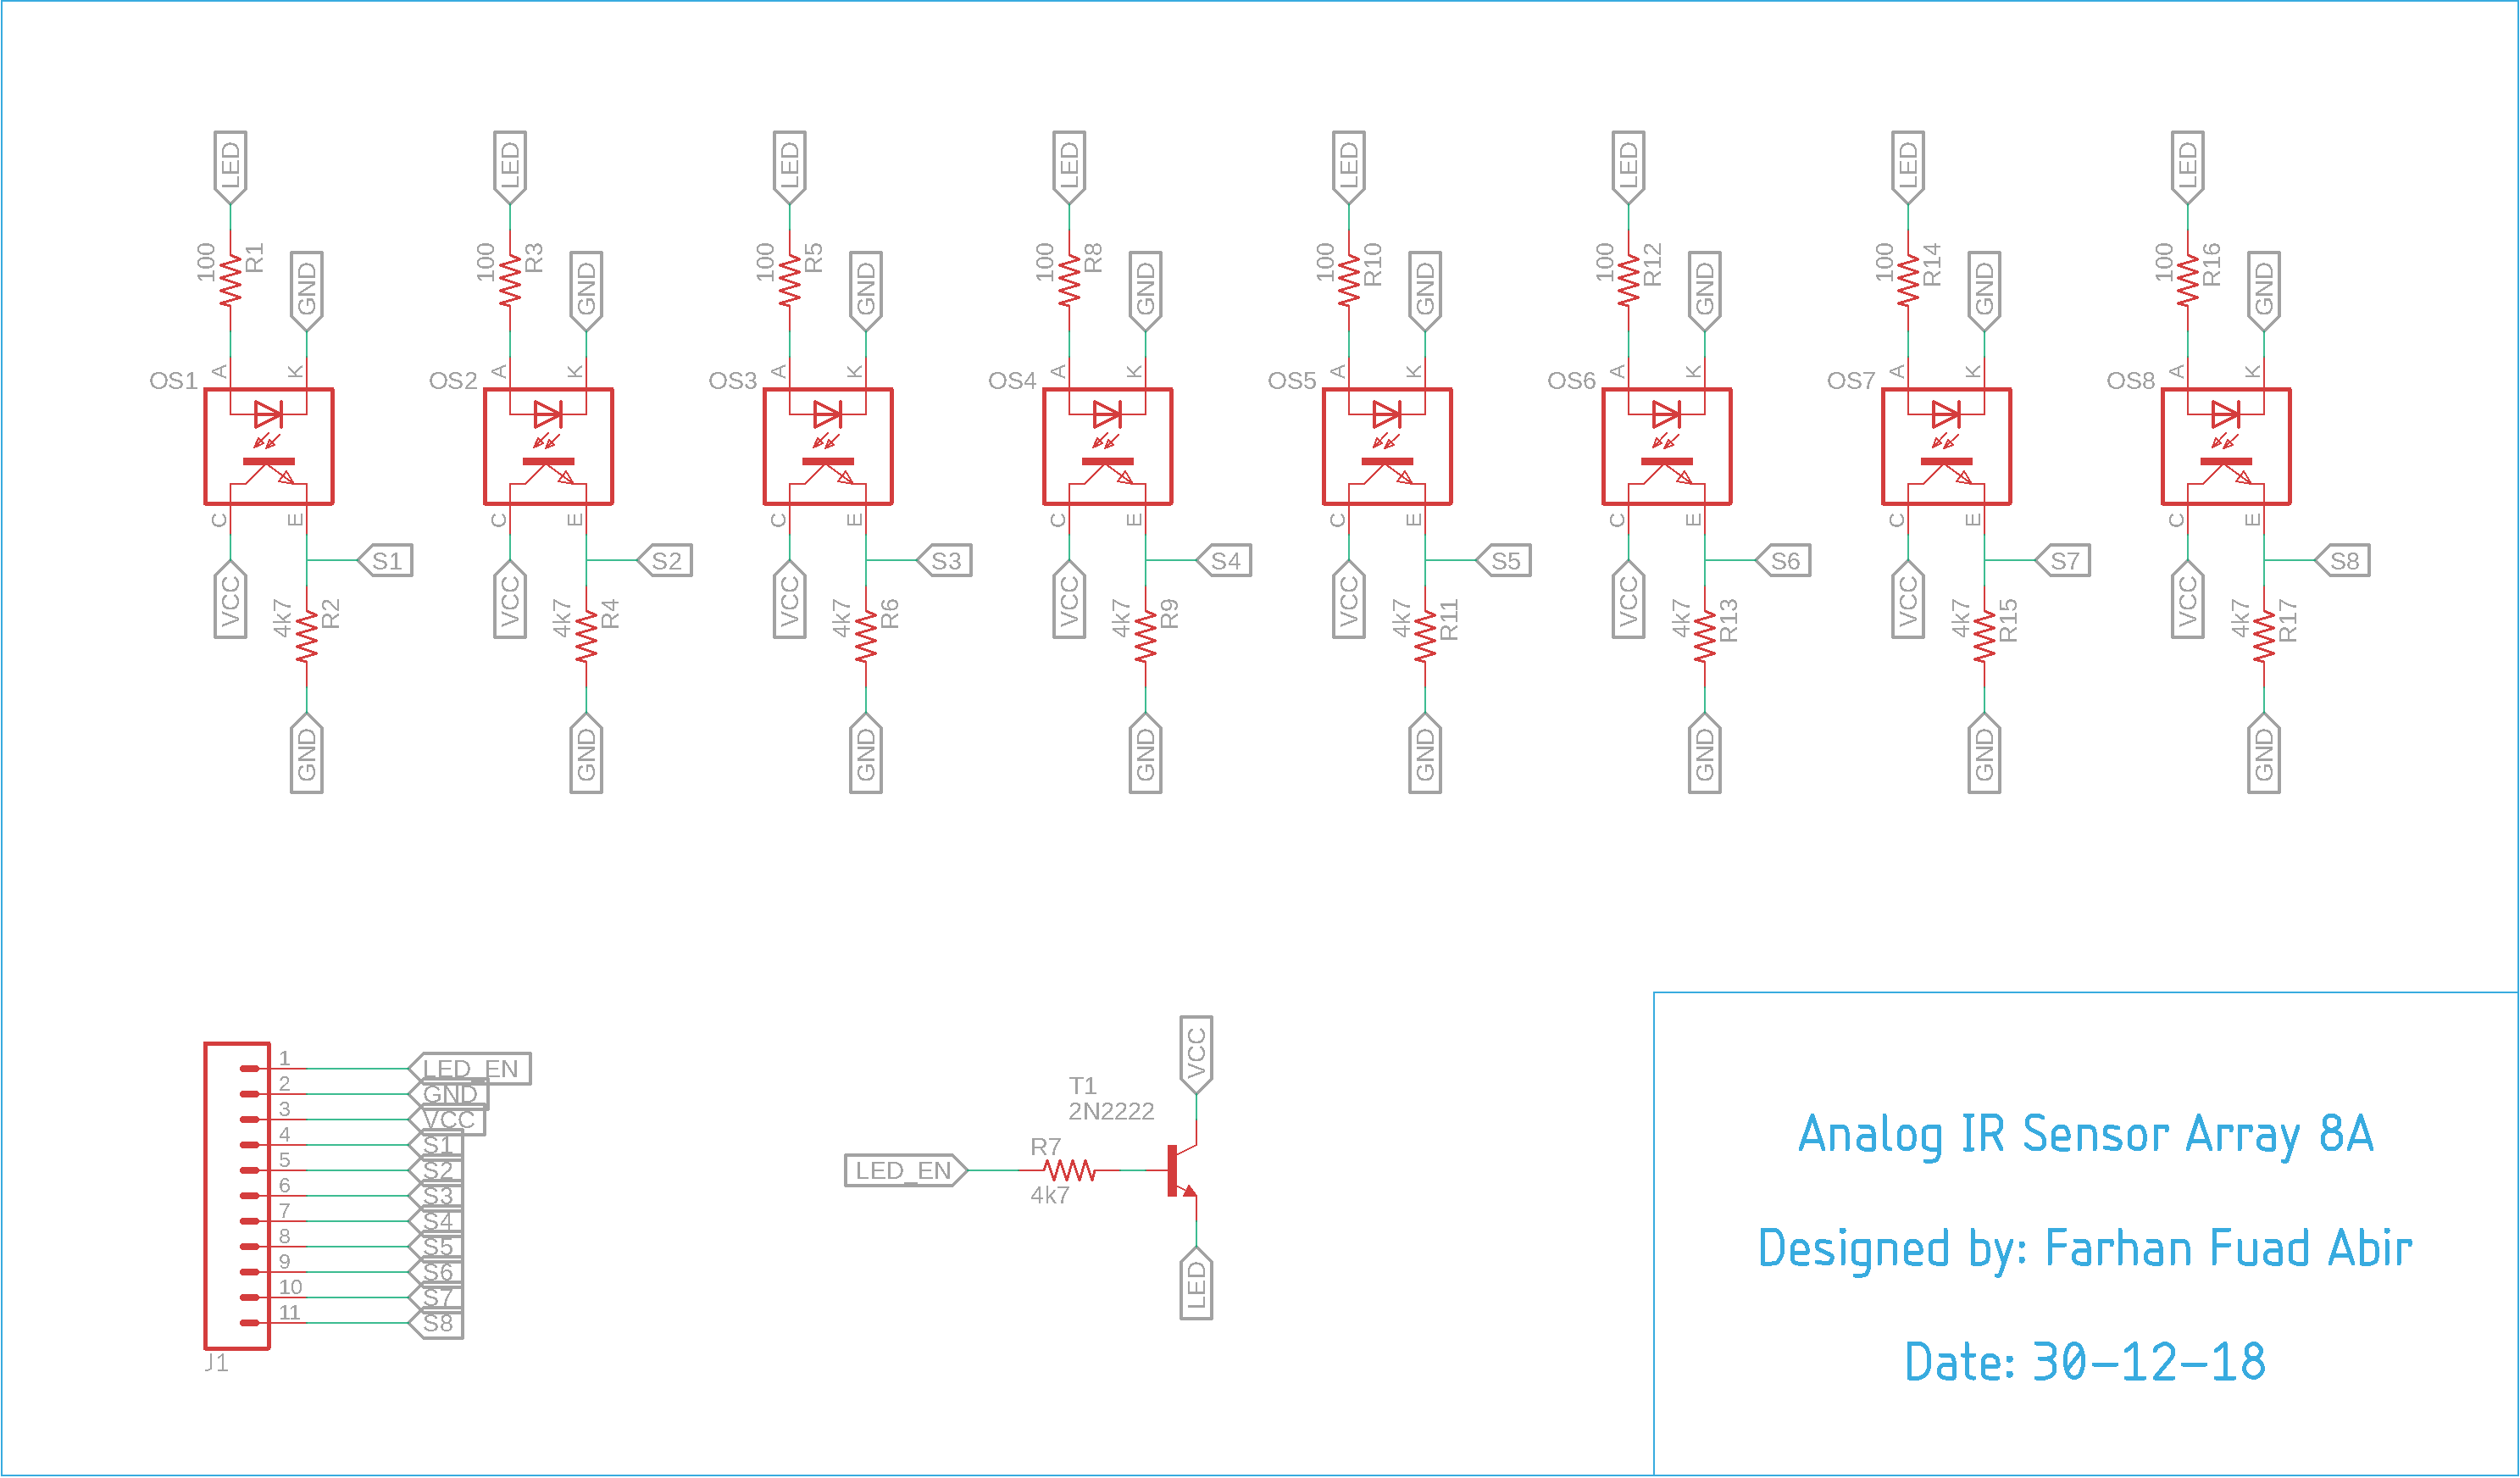 LED LED LED LED LED LED LED LED
100 R1 100 R3 100 R5 100 R8 100 R10 100 R12 100 R14 100 R16
GND GND GND GND GND GND GND GND
A K A K A K A K A K A K A K A K
OS1 OS2 OS3 OS4 OS5 OS6 OS7 OS8
C E C E C E C E C E C E C E C E
S1 S2 S3 S4 S5 S6 S7 S8
VCC VCC VCC VCC VCC VCC VCC VCC
4k7 R2 4k7 R4 4k7 R6 4k7 R9 4k7 R11 4k7 R13 4k7 R15 4k7 R17
GND GND GND GND GND GND GND GND
1 LED_EN
2 GND
3 VCC
4 S1
5 S2
6 S3
7 S4
8 S5
9 S6
10 S7
11 S8
J1
VCC
T1
2N2222
R7
LED_EN
4k7
LED
Analog IR Sensor Array 8A
Designed by: Farhan Fuad Abir
Date: 30-12-18